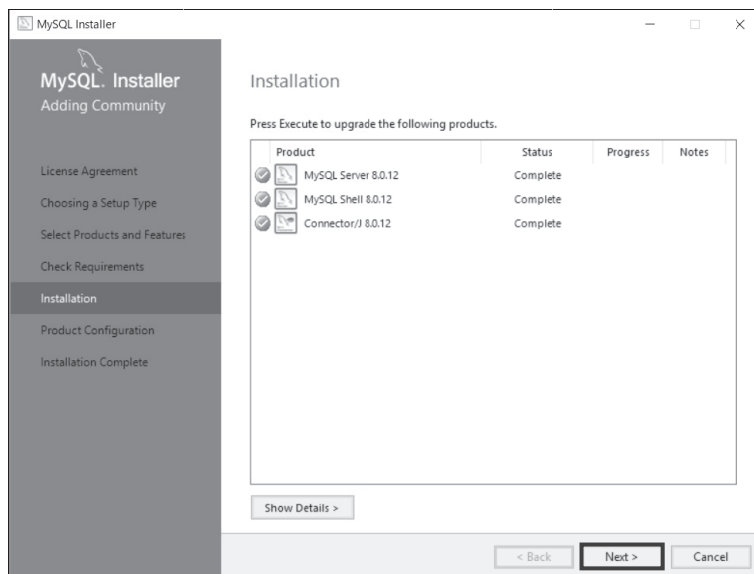 MySQL Installer
MySQL. Installer
Adding Community
License Agreement
Choosing a Setup Type
Select Products and Features
Check Requirements
Installation
Product Configuration
Installation Complete
Installation
Press Execute to upgrade the following products.
Product Status Progress Notes
MySQL Server 8.0.12 Complete
MySQL Shell 8.0.12 Complete
Connector/J 8.0.12 Complete
Show Details >
< Back Next > Cancel